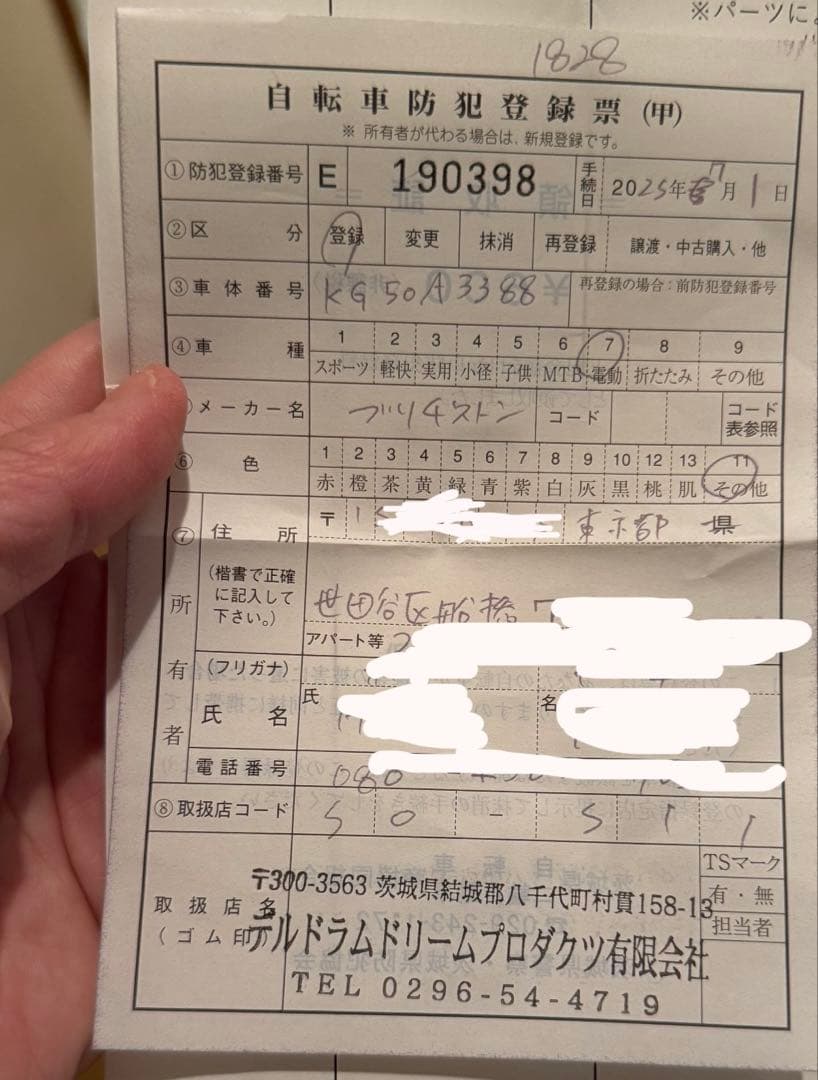 ※パーツによ
1828
自転車防犯登録票(甲)
※ 所有者が代わる場合は、新規登録です。
①防犯登録番号 E 190398 手続日 2025年7月1日
②区分 登録 変更 抹消 再登録 譲渡・中古購入・他
③車体番号 KG50A3388 再登録の場合:前防犯登録番号
④車種 1 2 3 4 5 6 7 8 9
スポーツ 軽快 実用 小径 子供 MTB 電動 折たたみ その他
メーカー名 ブリヂストン コード コード表参照
⑥色 1 2 3 4 5 6 7 8 9 10 12 13 11
赤 橙 茶 黄 緑 青 紫 白 灰 黒 桃 肌 その他
⑦所有者 住所 〒1 東京都 県
(楷書で正確に記入して下さい。) 世田谷区船橋7
アパート等 2
(フリガナ)
氏名 氏 名
電話番号 080
⑧取扱店コード 50-511
取扱店名 〒300-3563 茨城県結城郡八千代町村貫158-13 TSマーク
(ゴム印) デルドラムドリームプロダクツ有限会社 有・無
TEL 0296-54-4719 担当者